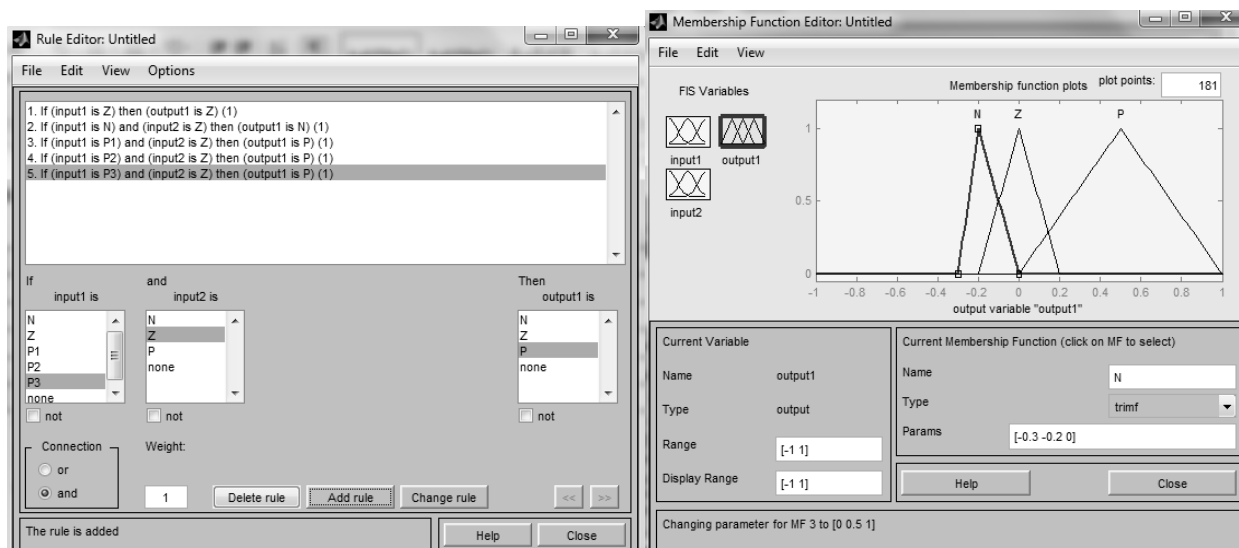 Rule Editor: Untitled
File Edit View Options
1. If (input1 is Z) then (output1 is Z) (1)
2. If (input1 is N) and (input2 is Z) then (output1 is N) (1)
3. If (input1 is P1) and (input2 is Z) then (output1 is P) (1)
4. If (input1 is P2) and (input2 is Z) then (output1 is P) (1)
5. If (input1 is P3) and (input2 is Z) then (output1 is P) (1)
If and Then
input1 is input2 is output1 is
N N N
Z Z Z
P1 P P
P2 none none
P3
none
not not not
Connection Weight:
or
and 1 Delete rule Add rule Change rule << >>
The rule is added Help Close
Membership Function Editor: Untitled
File Edit View
FIS Variables
Membership function plots plot points: 181
input1 output1
input2
N Z P
1
0.5
0
-1 -0.8 -0.6 -0.4 -0.2 0 0.2 0.4 0.6 0.8 1
output variable "output1"
Current Variable
Name output1
Type output
Range [-1 1]
Display Range [-1 1]
Current Membership Function (click on MF to select)
Name N
Type trimf
Params [-0.3 -0.2 0]
Help Close
Changing parameter for MF 3 to [0 0.5 1]